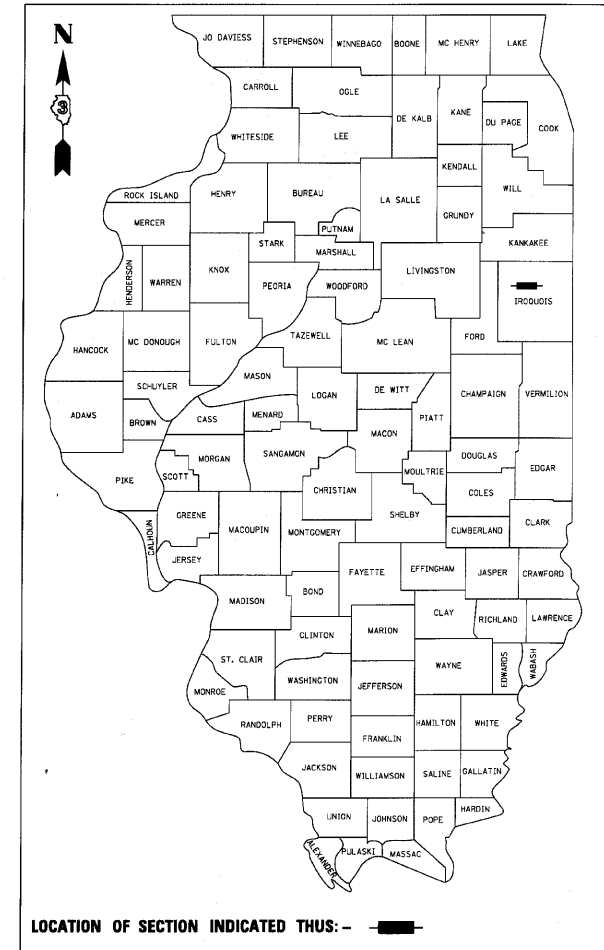 N
3
JO DAVIESS
STEPHENSON
WINNEBAGO
BOONE
MC HENRY
LAKE
CARROLL
OGLE
DE KALB
KANE
DU PAGE
COOK
WHITESIDE
LEE
KENDALL
WILL
ROCK ISLAND
HENRY
BUREAU
LA SALLE
GRUNDY
MERCER
PUTNAM
KANKAKEE
STARK
MARSHALL
LIVINGSTON
HENDERSON
WARREN
KNOX
PEORIA
WOODFORD
IROQUOIS
HANCOCK
MC DONOUGH
FULTON
TAZEWELL
MC LEAN
FORD
SCHUYLER
MASON
LOGAN
DE WITT
CHAMPAIGN
VERMILION
ADAMS
BROWN
CASS
MENARD
MACON
PIATT
MORGAN
SANGAMON
DOUGLAS
EDGAR
PIKE
SCOTT
CHRISTIAN
MOULTRIE
COLES
GREENE
MACOUPIN
MONTGOMERY
SHELBY
CUMBERLAND
CLARK
CALHOUN
JERSEY
FAYETTE
EFFINGHAM
JASPER
CRAWFORD
MADISON
BOND
CLAY
RICHLAND
LAWRENCE
CLINTON
MARION
ST. CLAIR
WAYNE
EDWARDS
WABASH
WASHINGTON
JEFFERSON
MONROE
RANDOLPH
PERRY
HAMILTON
WHITE
FRANKLIN
JACKSON
WILLIAMSON
SALINE
GALLATIN
UNION
JOHNSON
POPE
HARDIN
ALEXANDER
PULASKI
MASSAC
LOCATION OF SECTION INDICATED THUS: -